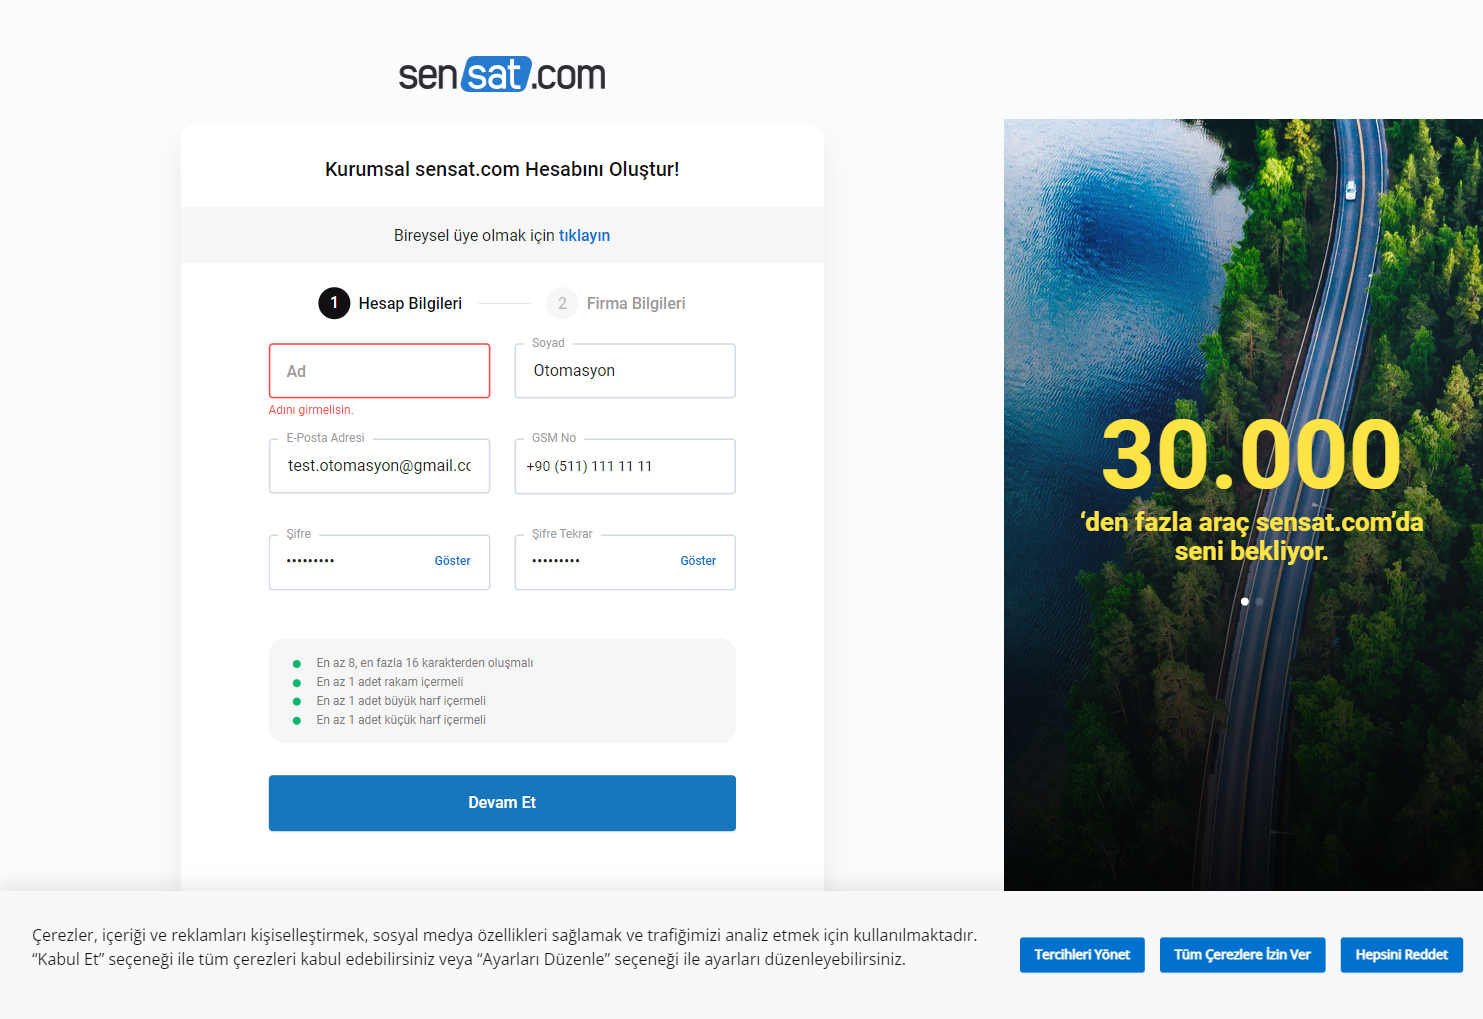 sensat.com
Kurumsal sensat.com Hesabını Oluştur!
Bireysel üye olmak için tıklayın
1 Hesap Bilgileri
2 Firma Bilgileri
Ad
Adını girmelisin.
Soyad
Otomasyon
E-Posta Adresi
test.otomasyon@gmail.cc
GSM No
+90 (511) 111 11 11
Şifre
••••••••• Göster
Şifre Tekrar
••••••••• Göster
En az 8, en fazla 16 karakterden oluşmalı
En az 1 adet rakam içermeli
En az 1 adet büyük harf içermeli
En az 1 adet küçük harf içermeli
Devam Et
30.000
‘den fazla araç sensat.com’da
seni bekliyor.
Çerezler, içeriği ve reklamları kişiselleştirmek, sosyal medya özellikleri sağlamak ve trafiğimizi analiz etmek için kullanılmaktadır.
“Kabul Et” seçeneği ile tüm çerezleri kabul edebilirsiniz veya “Ayarları Düzenle” seçeneği ile ayarları düzenleyebilirsiniz.
Tercihleri Yönet
Tüm Çerezlere İzin Ver
Hepsini Reddet